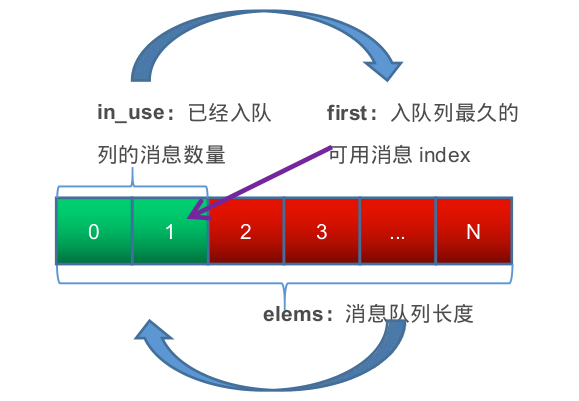 in_use：已经入队
列的消息数量
first：入队列最久的
可用消息 index
0 1 2 3 ... N
elems：消息队列长度